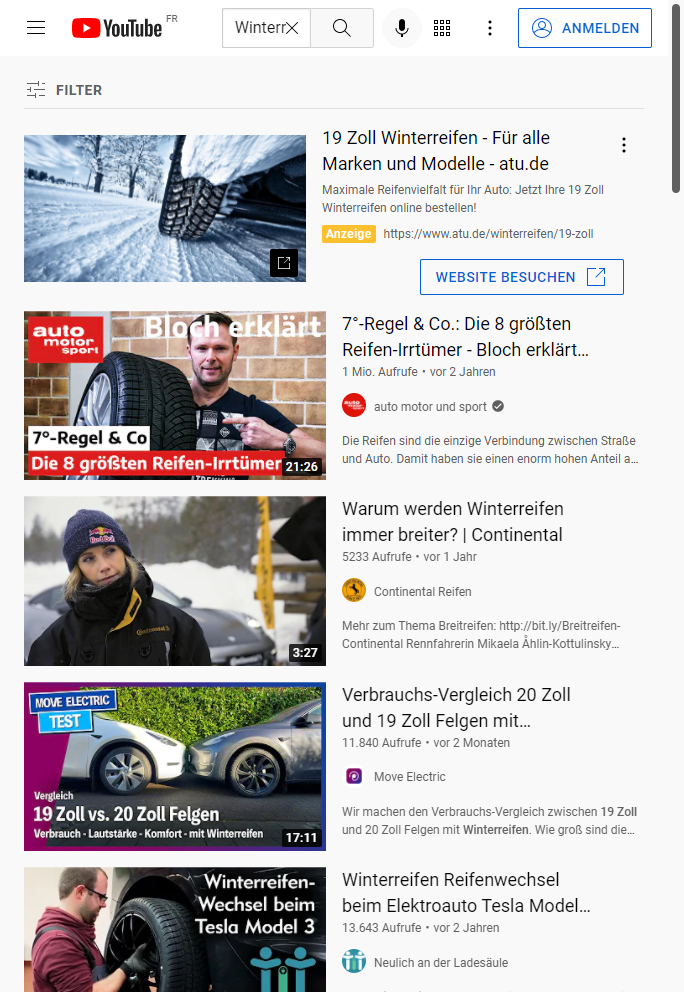 YouTube FR
Winterr
ANMELDEN
FILTER
19 Zoll Winterreifen - Für alle
Marken und Modelle - atu.de
Maximale Reifenvielfalt für Ihr Auto: Jetzt Ihre 19 Zoll
Winterreifen online bestellen!
Anzeige https://www.atu.de/winterreifen/19-zoll
WEBSITE BESUCHEN
auto
motor
sport
Bloch erklärt
7°-Regel & Co
Die 8 größten Reifen-Irrtümer
21:26
7°-Regel & Co.: Die 8 größten
Reifen-Irrtümer - Bloch erklärt...
1 Mio. Aufrufe • vor 2 Jahren
auto motor und sport
Die Reifen sind die einzige Verbindung zwischen Straße
und Auto. Damit haben sie einen enorm hohen Anteil a...
Red Bull
Continental
3:27
Warum werden Winterreifen
immer breiter? | Continental
5233 Aufrufe • vor 1 Jahr
Continental Reifen
Mehr zum Thema Breitreifen: http://bit.ly/Breitreifen-
Continental Rennfahrerin Mikaela Åhlin-Kottulinsky...
MOVE ELECTRIC
TEST
Vergleich
19 Zoll vs. 20 Zoll Felgen
Verbrauch - Lautstärke - Komfort - mit Winterreifen
17:11
Verbrauchs-Vergleich 20 Zoll
und 19 Zoll Felgen mit...
11.840 Aufrufe • vor 2 Monaten
Move Electric
Wir machen den Verbrauchs-Vergleich zwischen 19 Zoll
und 20 Zoll Felgen mit Winterreifen. Wie groß sind die...
Winterreifen-
Wechsel beim
Tesla Model 3
Winterreifen Reifenwechsel
beim Elektroauto Tesla Model...
13.643 Aufrufe • vor 2 Jahren
Neulich an der Ladesäule